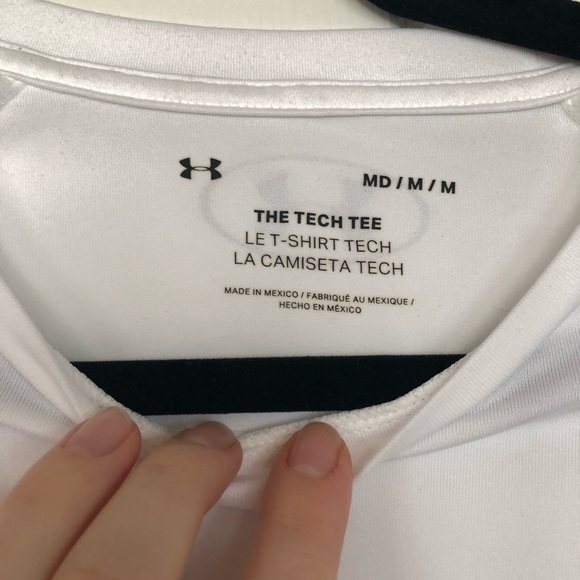 MD / M / M
THE TECH TEE
LE T-SHIRT TECH
LA CAMISETA TECH
MADE IN MEXICO / FABRIQUÉ AU MEXIQUE /
HECHO EN MÉXICO